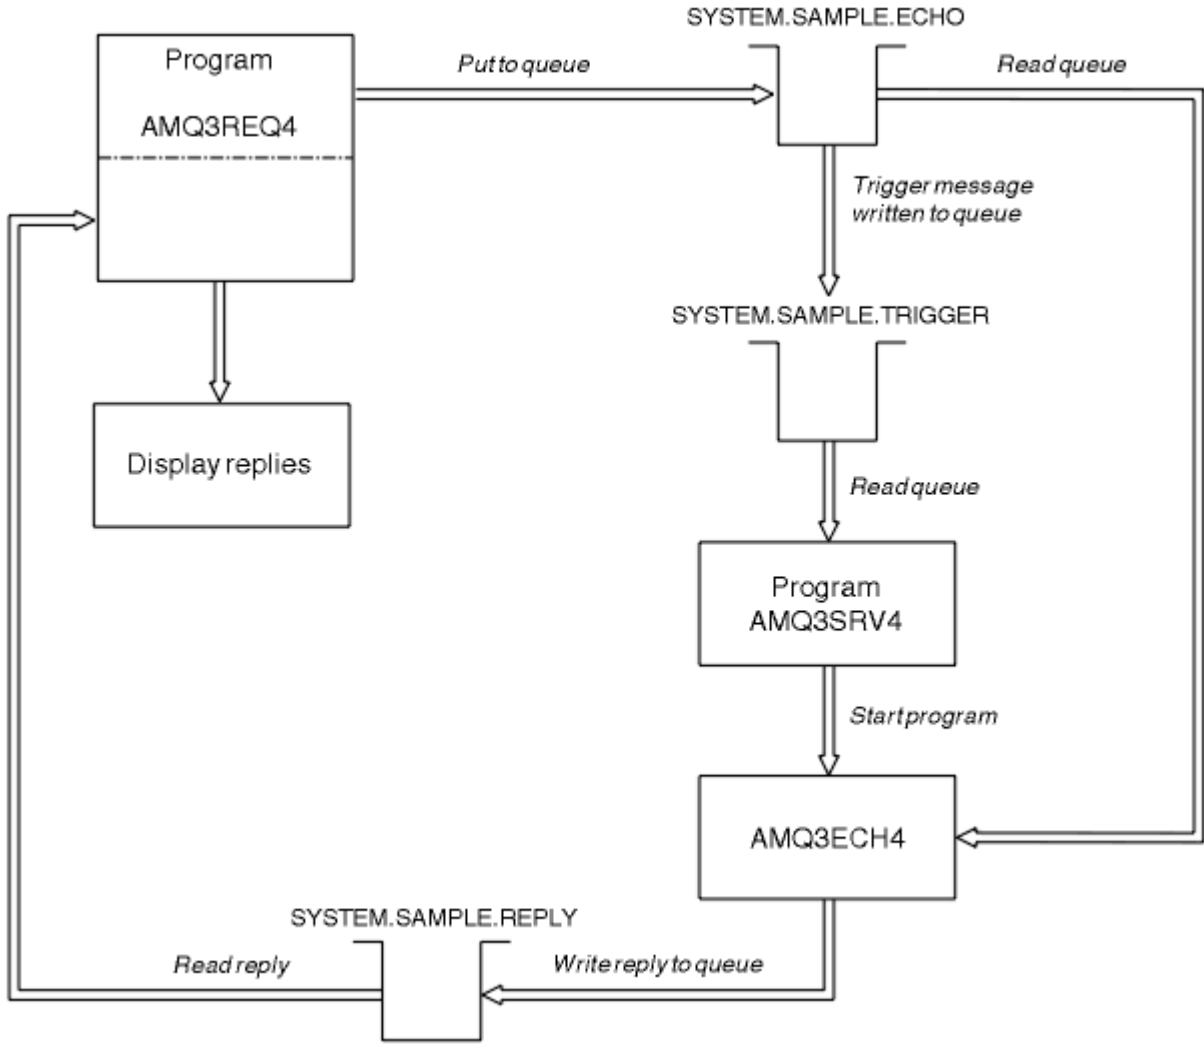 SYSTEM.SAMPLE.ECHO
Program
AMQ3REQ4
Put to queue
Read queue
Trigger message
written to queue
SYSTEM.SAMPLE.TRIGGER
Display replies
Read queue
Program
AMQ3SRV4
Start program
AMQ3ECH4
SYSTEM.SAMPLE.REPLY
Read reply
Write reply to queue